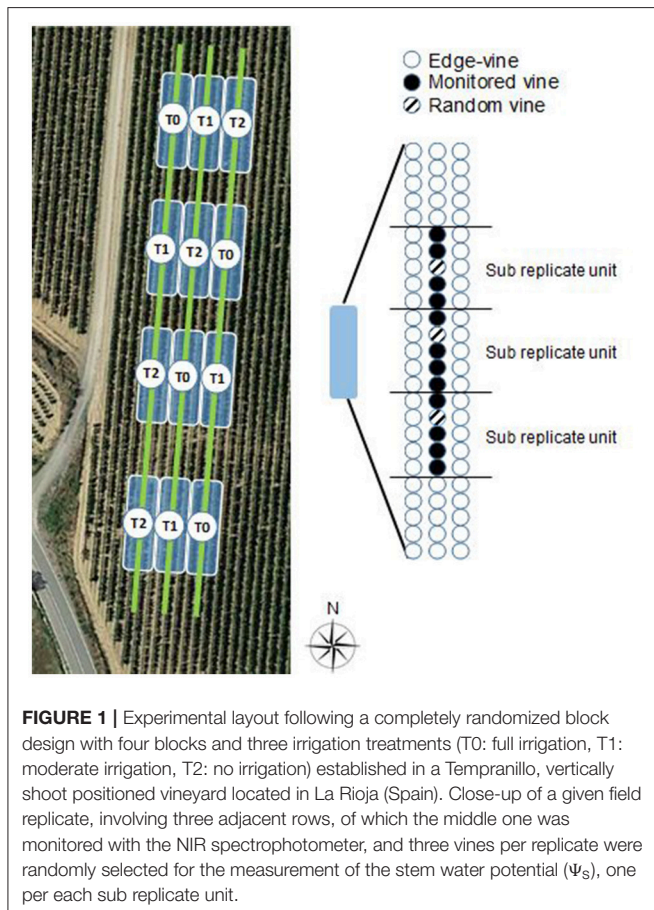 Edge-vine
Monitored vine
Random vine
T0 T1 T2
T1 T2 T0
T2 T0 T1
T2 T1 T0
Sub replicate unit
Sub replicate unit
Sub replicate unit
N
FIGURE 1 | Experimental layout following a completely randomized block
design with four blocks and three irrigation treatments (T0: full irrigation, T1:
moderate irrigation, T2: no irrigation) established in a Tempranillo, vertically
shoot positioned vineyard located in La Rioja (Spain). Close-up of a given field
replicate, involving three adjacent rows, of which the middle one was
monitored with the NIR spectrophotometer, and three vines per replicate were
randomly selected for the measurement of the stem water potential (Ψs), one
per each sub replicate unit.